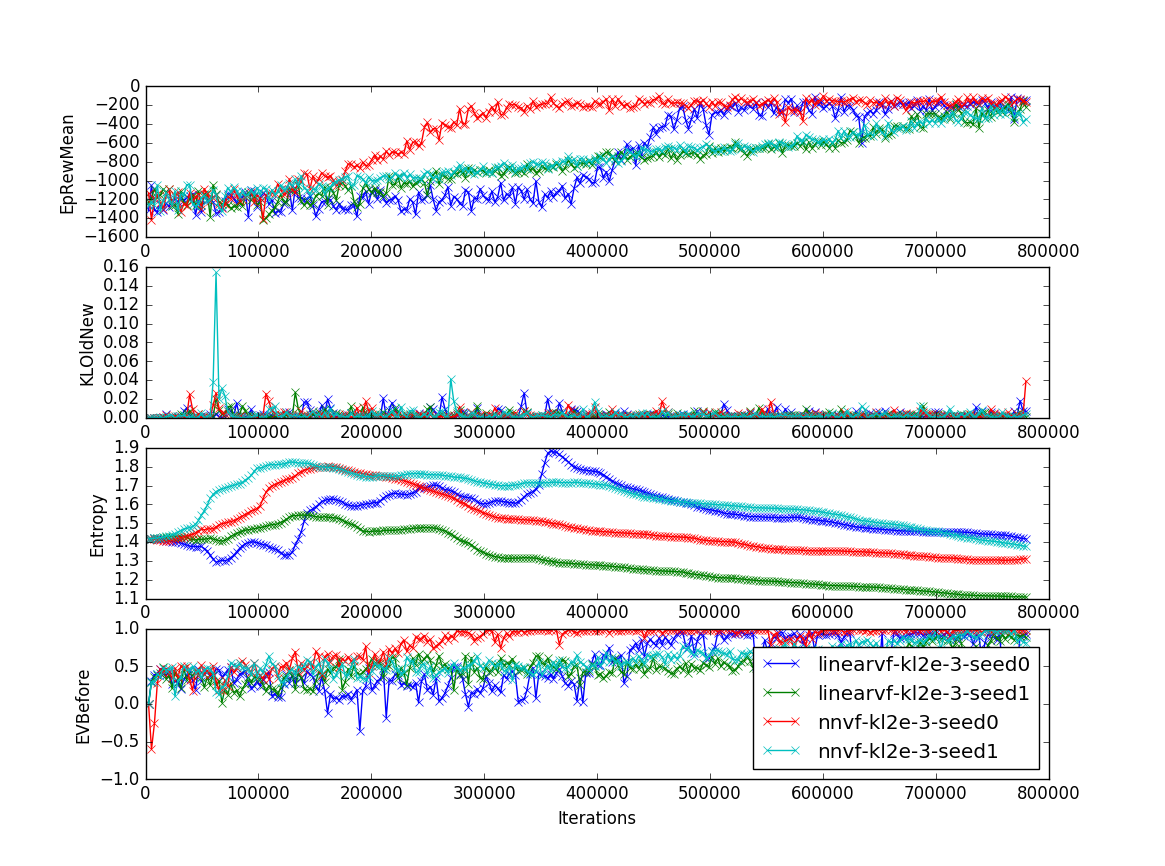 EpRewMean
0
−200
−400
−600
−800
−1000
−1200
−1400
−1600
0 100000 200000 300000 400000 500000 600000 700000 800000
KLOldNew
0.16
0.14
0.12
0.10
0.08
0.06
0.04
0.02
0.00
0 100000 200000 300000 400000 500000 600000 700000 800000
Entropy
1.9
1.8
1.7
1.6
1.5
1.4
1.3
1.2
1.1
0 100000 200000 300000 400000 500000 600000 700000 800000
EVBefore
1.0
0.5
0.0
−0.5
−1.0
linearvf-kl2e-3-seed0
linearvf-kl2e-3-seed1
nnvf-kl2e-3-seed0
nnvf-kl2e-3-seed1
0 100000 200000 300000 400000 500000 600000 700000 800000
Iterations